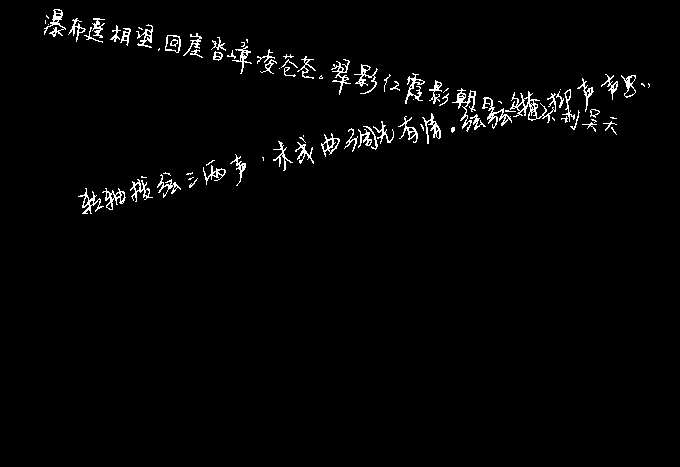 瀑布遥相望,回崖沓嶂凌苍苍。翠影红霞影朝日,鸟飞不到吴天
转轴拨弦三两声,未成曲调先有情。弦弦掩抑声声思..